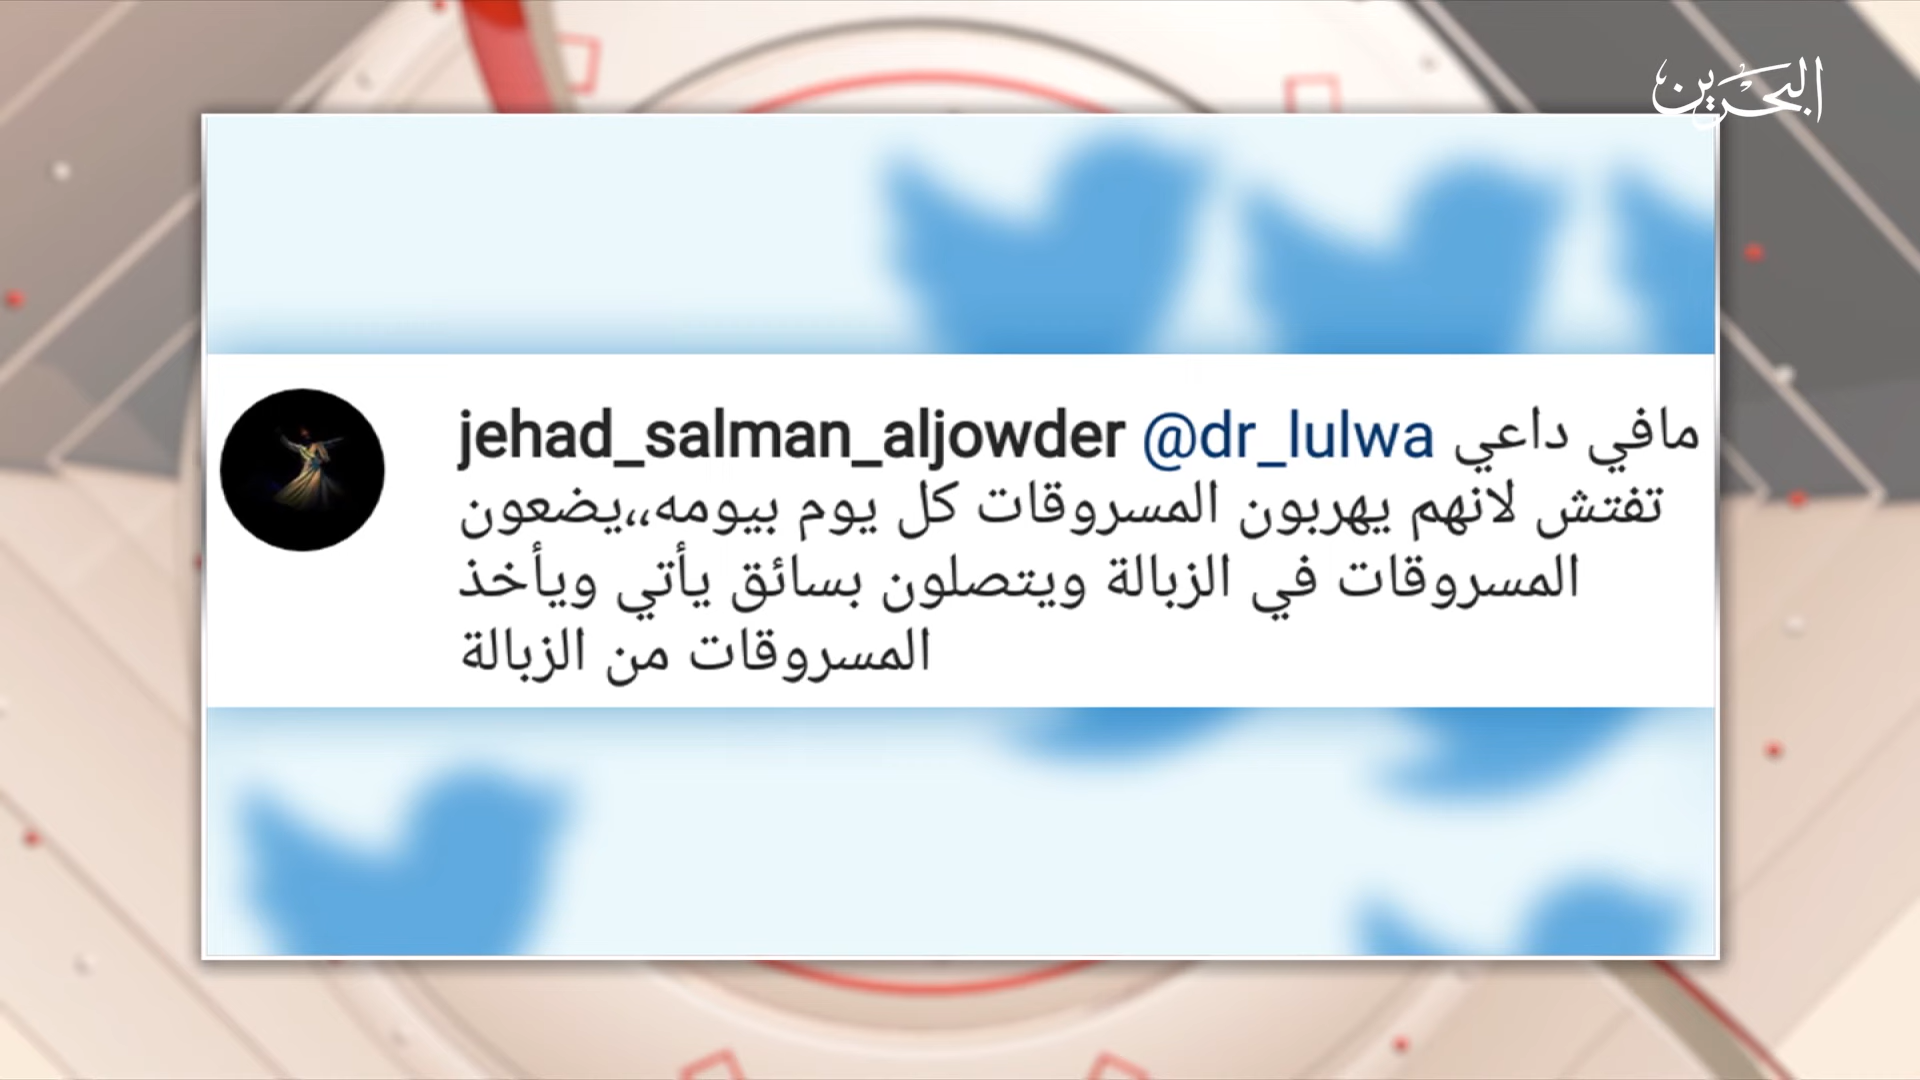 البحرين
jehad_salman_aljowder @dr_lulwa مافي داعي
تفتش لانهم يهربون المسروقات كل يوم بيومه،،يضعون
المسروقات في الزبالة ويتصلون بسائق يأتي ويأخذ
المسروقات من الزبالة